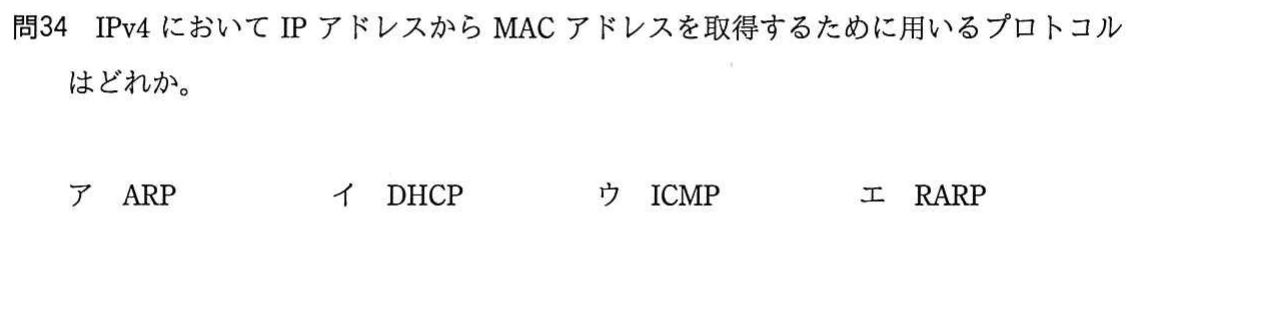 問34 IPv4 において IP アドレスから MAC アドレスを取得するために用いるプロトコル
はどれか。
ア ARP イ DHCP ウ ICMP エ RARP